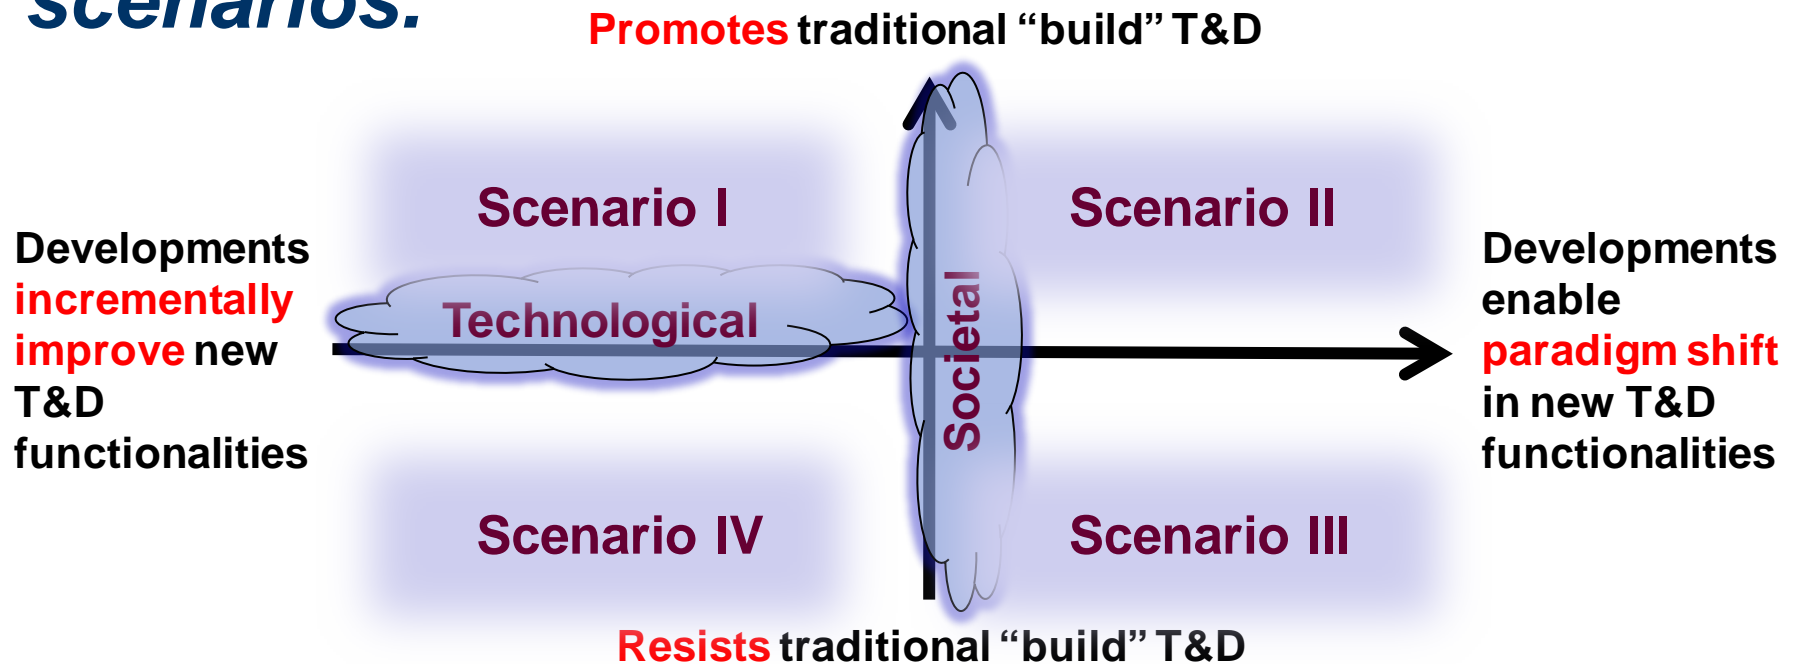 scenarios.
Promotes traditional “build” T&D
Scenario I
Scenario II
Developments
incrementally
improve new
T&D
functionalities
Technological
Societal
Developments
enable
paradigm shift
in new T&D
functionalities
Scenario IV
Scenario III
Resists traditional “build” T&D